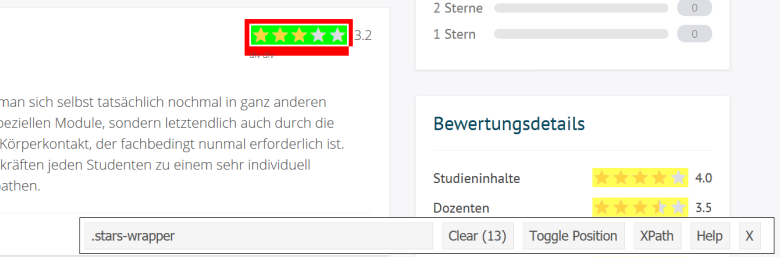 2 Sterne 0
1 Stern 0
3.2
man sich selbst tatsächlich nochmal in ganz anderen
peziellen Module, sondern letztendlich auch durch die
Körperkontakt, der fachbedingt nunmal erforderlich ist.
kräften jeden Studenten zu einem sehr individuell
pathen.
Bewertungsdetails
Studieninhalte 4.0
Dozenten 3.5
.stars-wrapper Clear (13) Toggle Position XPath Help X